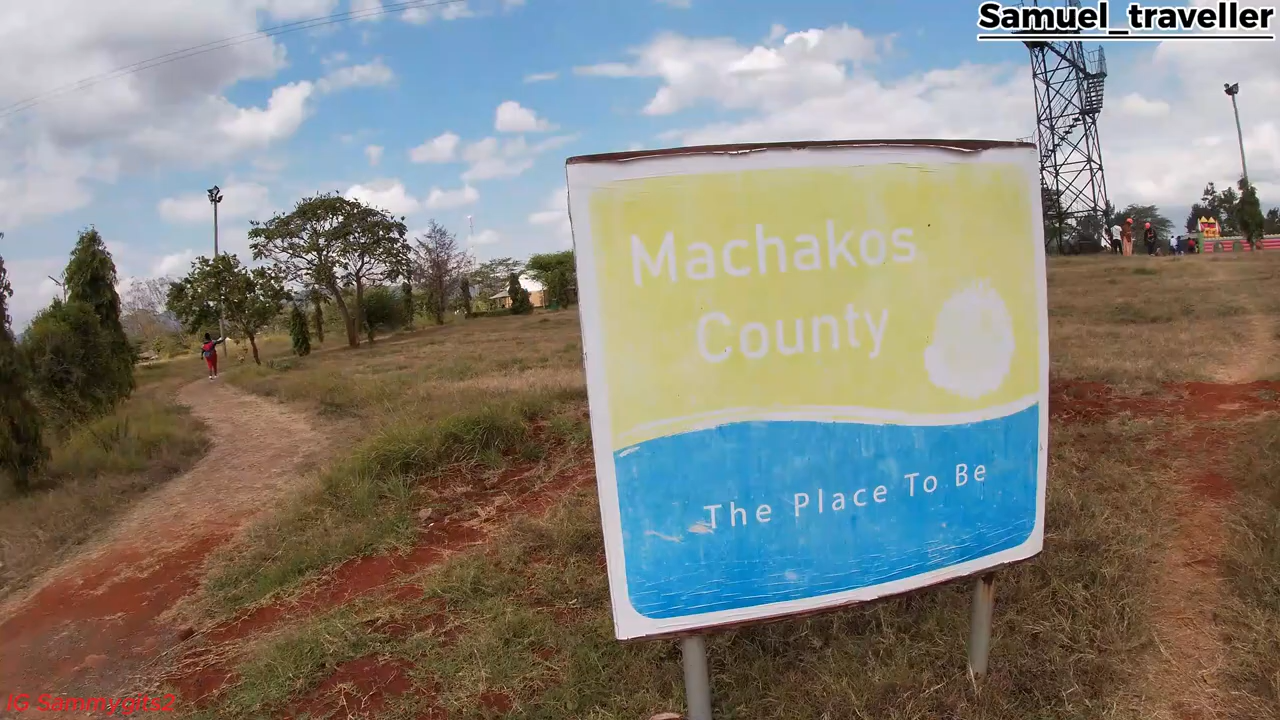 Samuel_traveller
Machakos
County
The Place To Be
IG Sammygits2